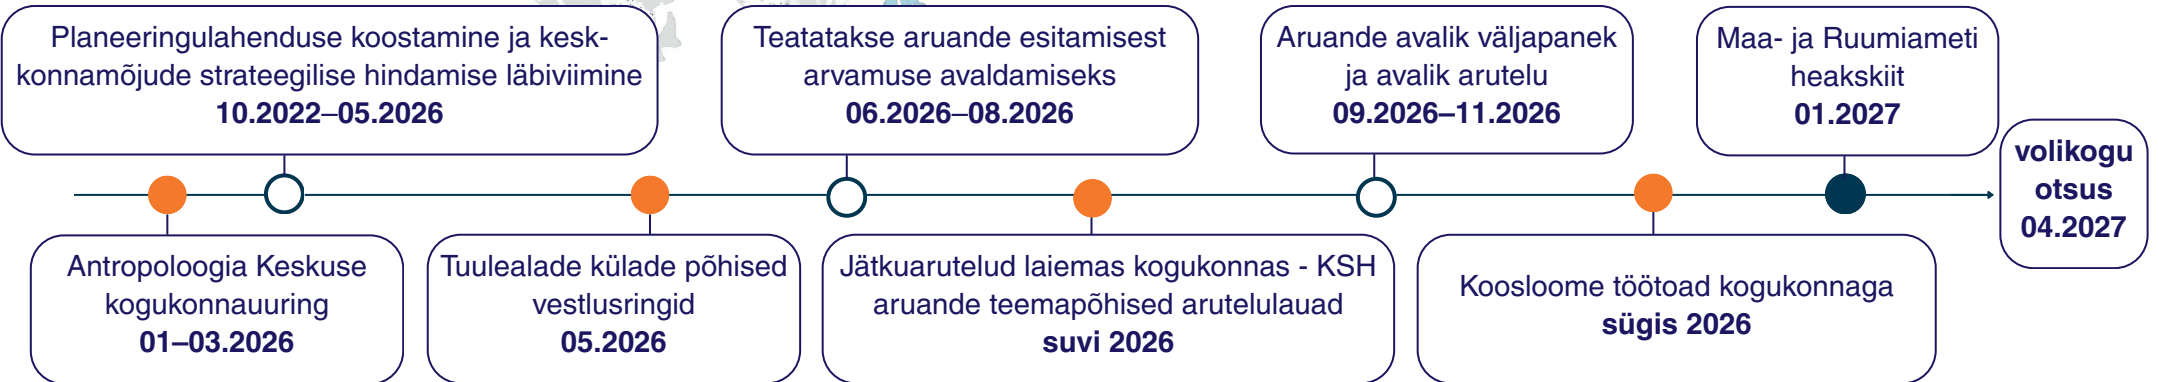 Planeeringulahenduse koostamine ja kesk-
konnamõjude strateegilise hindamise läbiviimine
10.2022–05.2026
Teatatakse aruande esitamisest
arvamuse avaldamiseks
06.2026–08.2026
Aruande avalik väljapanek
ja avalik arutelu
09.2026–11.2026
Maa- ja Ruumiameti
heakskiit
01.2027
volikogu
otsus
04.2027
Antropoloogia Keskuse
kogukonnauuring
01–03.2026
Tuulealade külade põhised
vestlusringid
05.2026
Jätkuarutelud laiemas kogukonnas - KSH
aruande teemapõhised arutelulauad
suvi 2026
Koosloome töötoad kogukonnaga
sügis 2026